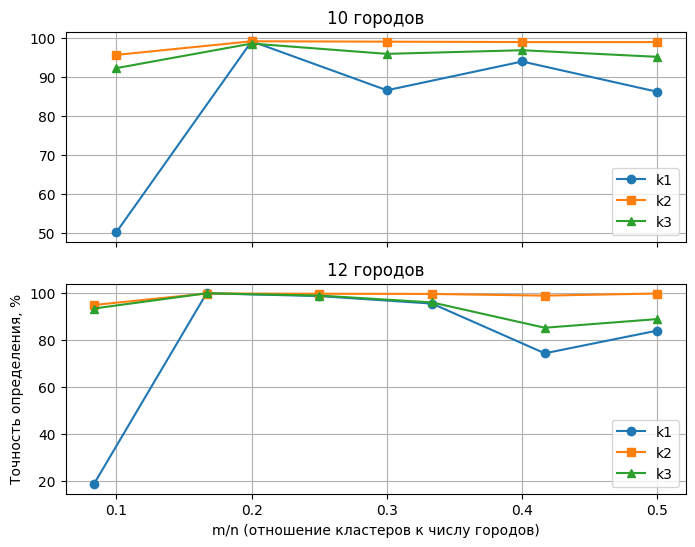 10 городов
100
90
80
70
60
50
k1
k2
k3
12 городов
Точность определения, %
100
80
60
40
20
k1
k2
k3
0.1 0.2 0.3 0.4 0.5
m/n (отношение кластеров к числу городов)